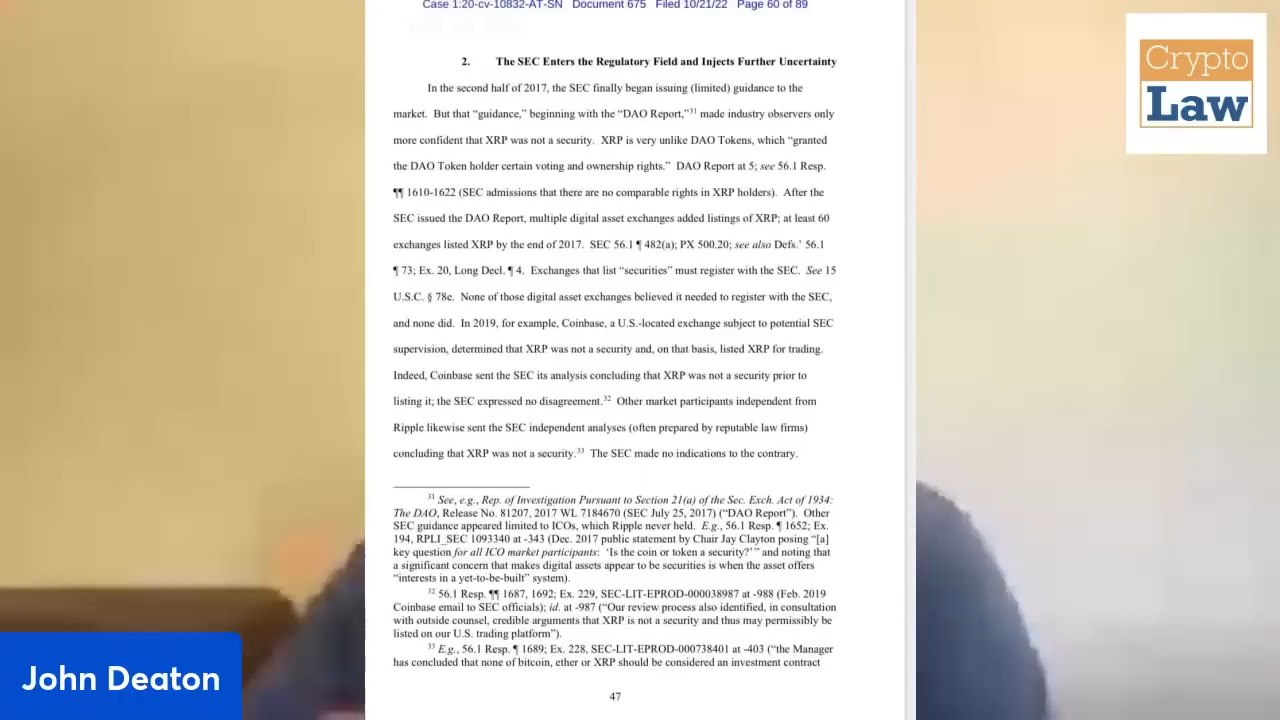 Case 1:20-cv-10832-AT-SN Document 675 Filed 10/21/22 Page 60 of 89
2. The SEC Enters the Regulatory Field and Injects Further Uncertainty
In the second half of 2017, the SEC finally began issuing (limited) guidance to the
market. But that “guidance,” beginning with the “DAO Report,”31 made industry observers only
more confident that XRP was not a security. XRP is very unlike DAO Tokens, which “granted
the DAO Token holder certain voting and ownership rights.” DAO Report at 5; see 56.1 Resp.
¶¶ 1610-1622 (SEC admissions that there are no comparable rights in XRP holders). After the
SEC issued the DAO Report, multiple digital asset exchanges added listings of XRP; at least 60
exchanges listed XRP by the end of 2017. SEC 56.1 ¶ 482(a); PX 500.20; see also Defs.’ 56.1
¶ 73; Ex. 20, Long Decl. ¶ 4. Exchanges that list “securities” must register with the SEC. See 15
U.S.C. § 78e. None of those digital asset exchanges believed it needed to register with the SEC,
and none did. In 2019, for example, Coinbase, a U.S.-located exchange subject to potential SEC
supervision, determined that XRP was not a security and, on that basis, listed XRP for trading.
Indeed, Coinbase sent the SEC its analysis concluding that XRP was not a security prior to
listing it; the SEC expressed no disagreement.32 Other market participants independent from
Ripple likewise sent the SEC independent analyses (often prepared by reputable law firms)
concluding that XRP was not a security.33 The SEC made no indications to the contrary.
31 See, e.g., Rep. of Investigation Pursuant to Section 21(a) of the Sec. Exch. Act of 1934:
The DAO, Release No. 81207, 2017 WL 7184670 (SEC July 25, 2017) (“DAO Report”). Other
SEC guidance appeared limited to ICOs, which Ripple never held. E.g., 56.1 Resp. ¶ 1652; Ex.
194, RPLI_SEC 1093340 at -343 (Dec. 2017 public statement by Chair Jay Clayton posing “[a]
key question for all ICO market participants: ‘Is the coin or token a security?’” and noting that
a significant concern that makes digital assets appear to be securities is when the asset offers
“interests in a yet-to-be-built” system).
32 56.1 Resp. ¶¶ 1687, 1692; Ex. 229, SEC-LIT-EPROD-000038987 at -988 (Feb. 2019
Coinbase email to SEC officials); id. at -987 (“Our review process also identified, in consultation
with outside counsel, credible arguments that XRP is not a security and thus may permissibly be
listed on our U.S. trading platform”).
33 E.g., 56.1 Resp. ¶ 1689; Ex. 228, SEC-LIT-EPROD-000738401 at -403 (“the Manager
has concluded that none of bitcoin, ether or XRP should be considered an investment contract
47
Crypto
Law
John Deaton